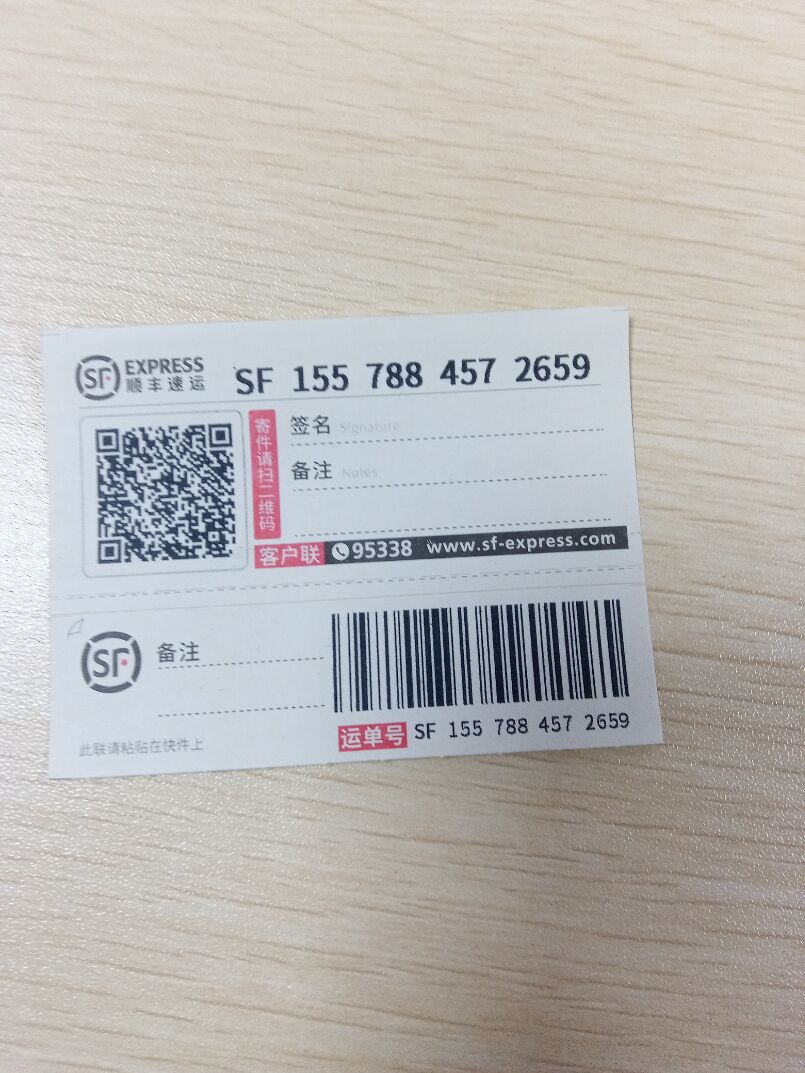 SF EXPRESS
顺丰速运
SF 155 788 457 2659
寄件请扫二维码
签名 Signature
备注 Notes
客户联 95338 www.sf-express.com
SF 备注
此联请粘贴在快件上
运单号 SF 155 788 457 2659